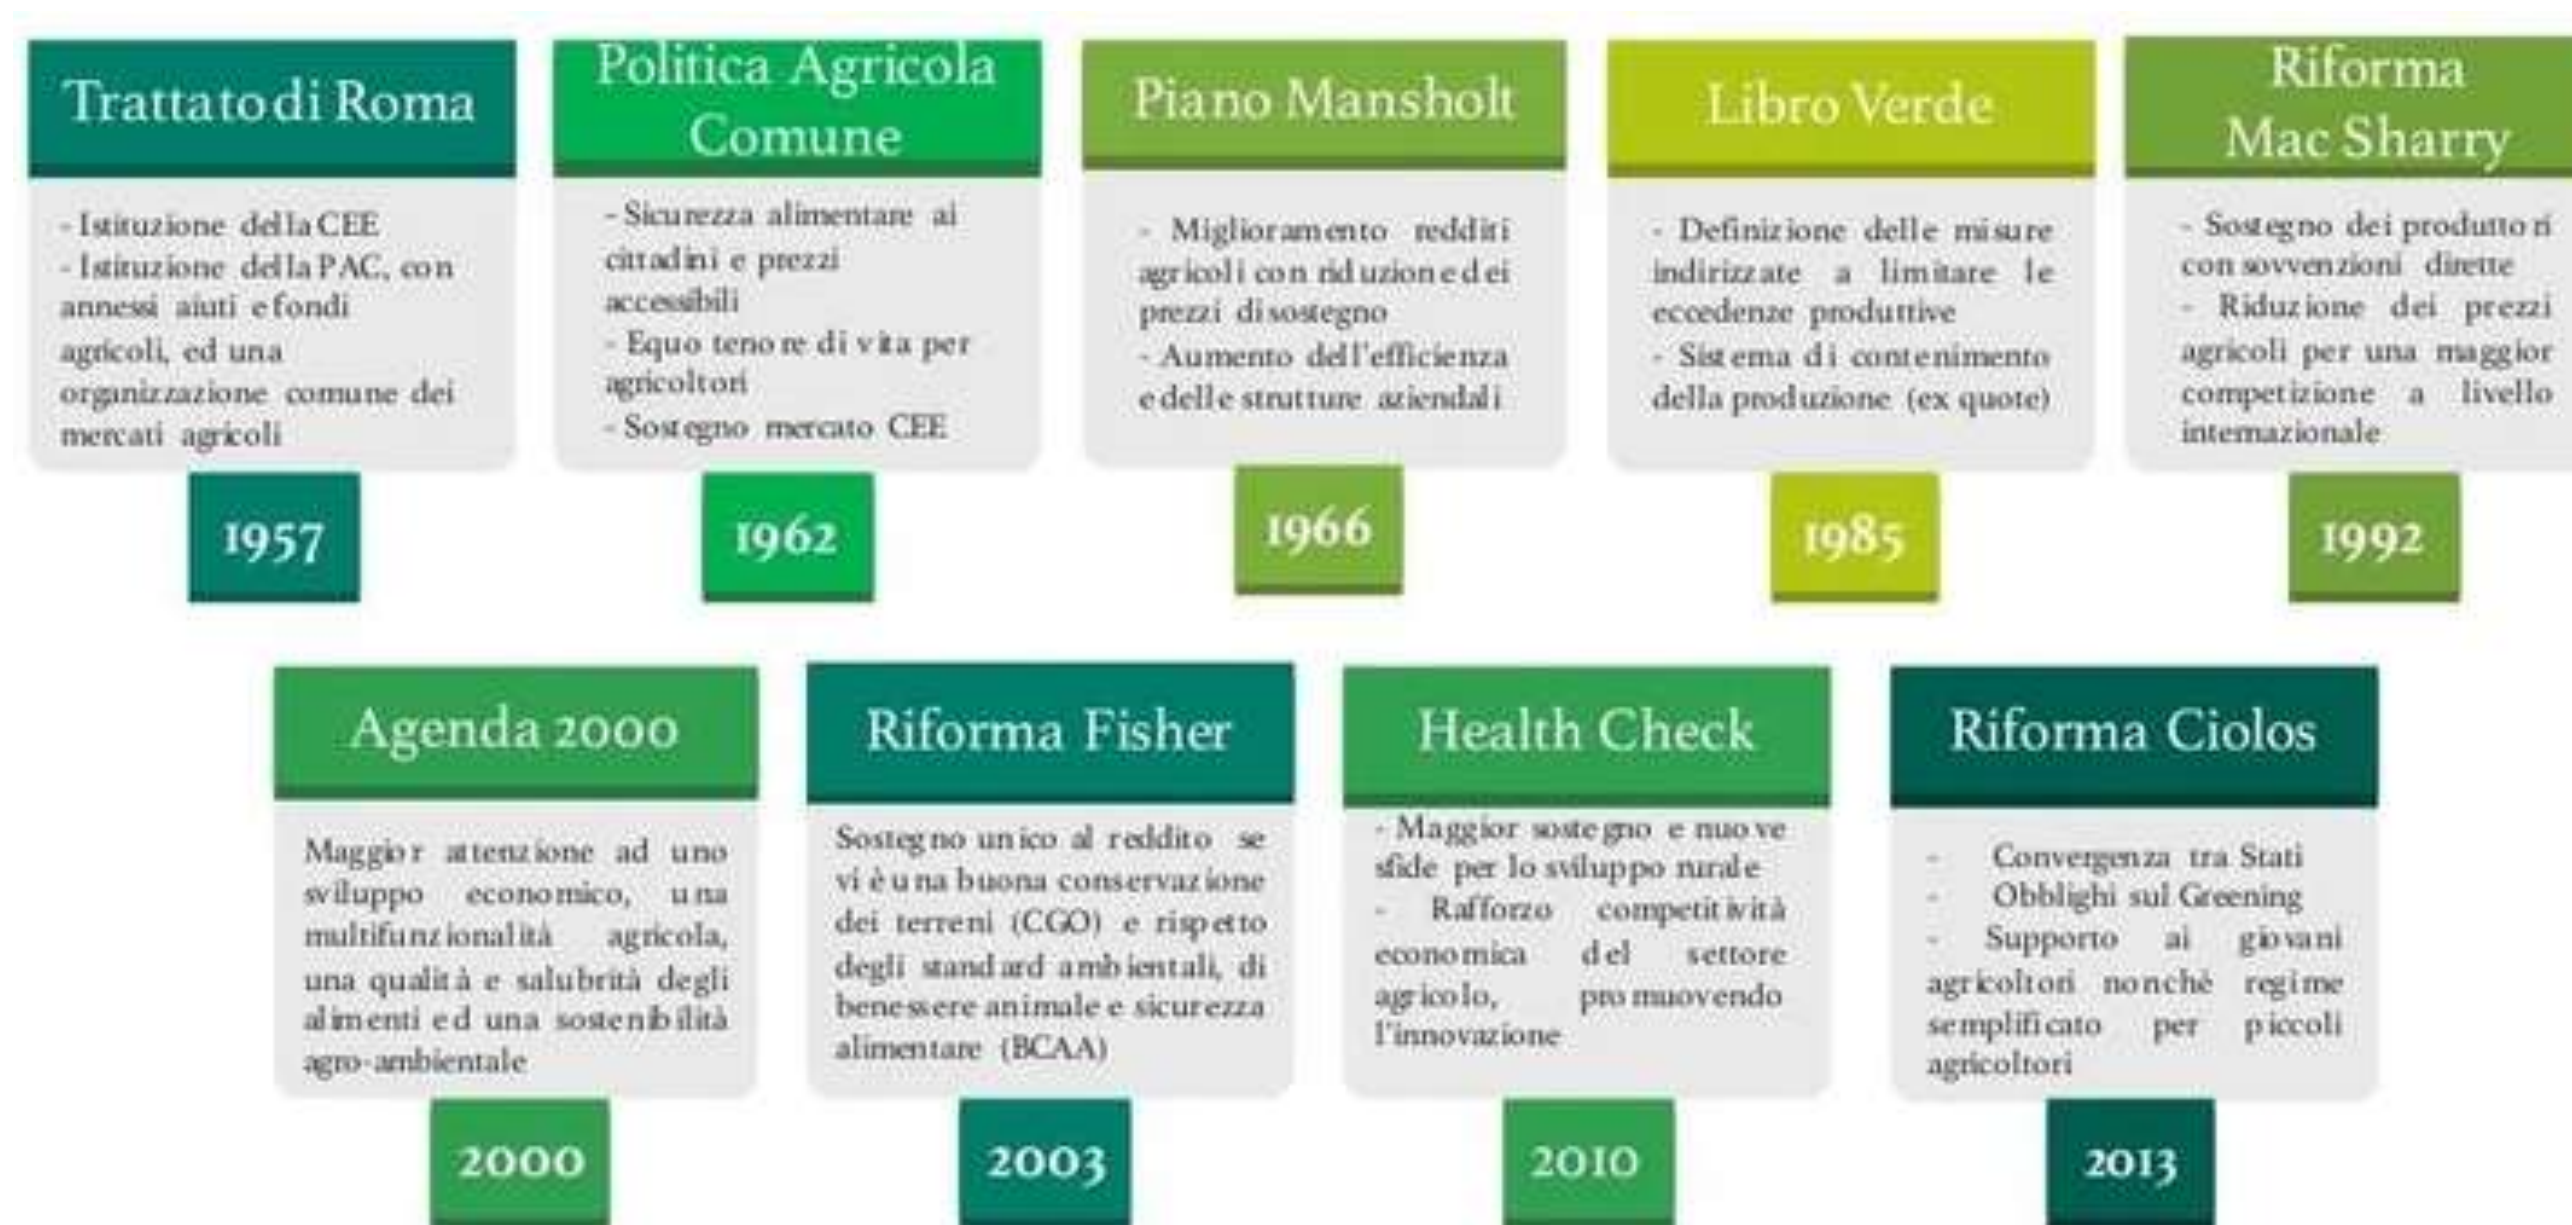 Trattato di Roma
- Istituzione della CEE
- Istituzione della PAC, con
annessi aiuti e fondi
agricoli, ed una
organizzazione comune dei
mercati agricoli
1957
Politica Agricola
Comune
- Sicurezza alimentare ai
cittadini e prezzi
accessibili
- Equo tenore di vita per
agricoltori
- Sostegno mercato CEE
1962
Piano Mansholt
- Miglioramento redditi
agricoli con riduzione dei
prezzi di sostegno
- Aumento dell'efficienza
e delle strutture aziendali
1966
Libro Verde
- Definizione delle misure
indirizzate a limitare le
eccedenze produttive
- Sistema di contenimento
della produzione (ex quote)
1985
Riforma
Mac Sharry
- Sostegno dei produttori
con sovvenzioni dirette
- Riduzione dei prezzi
agricoli per una maggior
competizione a livello
internazionale
1992
Agenda 2000
Maggior attenzione ad uno
sviluppo economico, una
multifunzionalità agricola,
una qualità e salubrità degli
alimenti ed una sostenibilità
agro-ambientale
2000
Riforma Fisher
Sostegno unico al reddito se
vi è una buona conservazione
dei terreni (CGO) e rispetto
degli standard ambientali, di
benessere animale e sicurezza
alimentare (BCAA)
2003
Health Check
- Maggior sostegno e nuove
sfide per lo sviluppo rurale
- Rafforzo competitività
economica del settore
agricolo, promuovendo
l'innovazione
2010
Riforma Ciolos
- Convergenza tra Stati
- Obblighi sul Greening
- Supporto ai giovani
agricoltori nonchè regime
semplificato per piccoli
agricoltori
2013